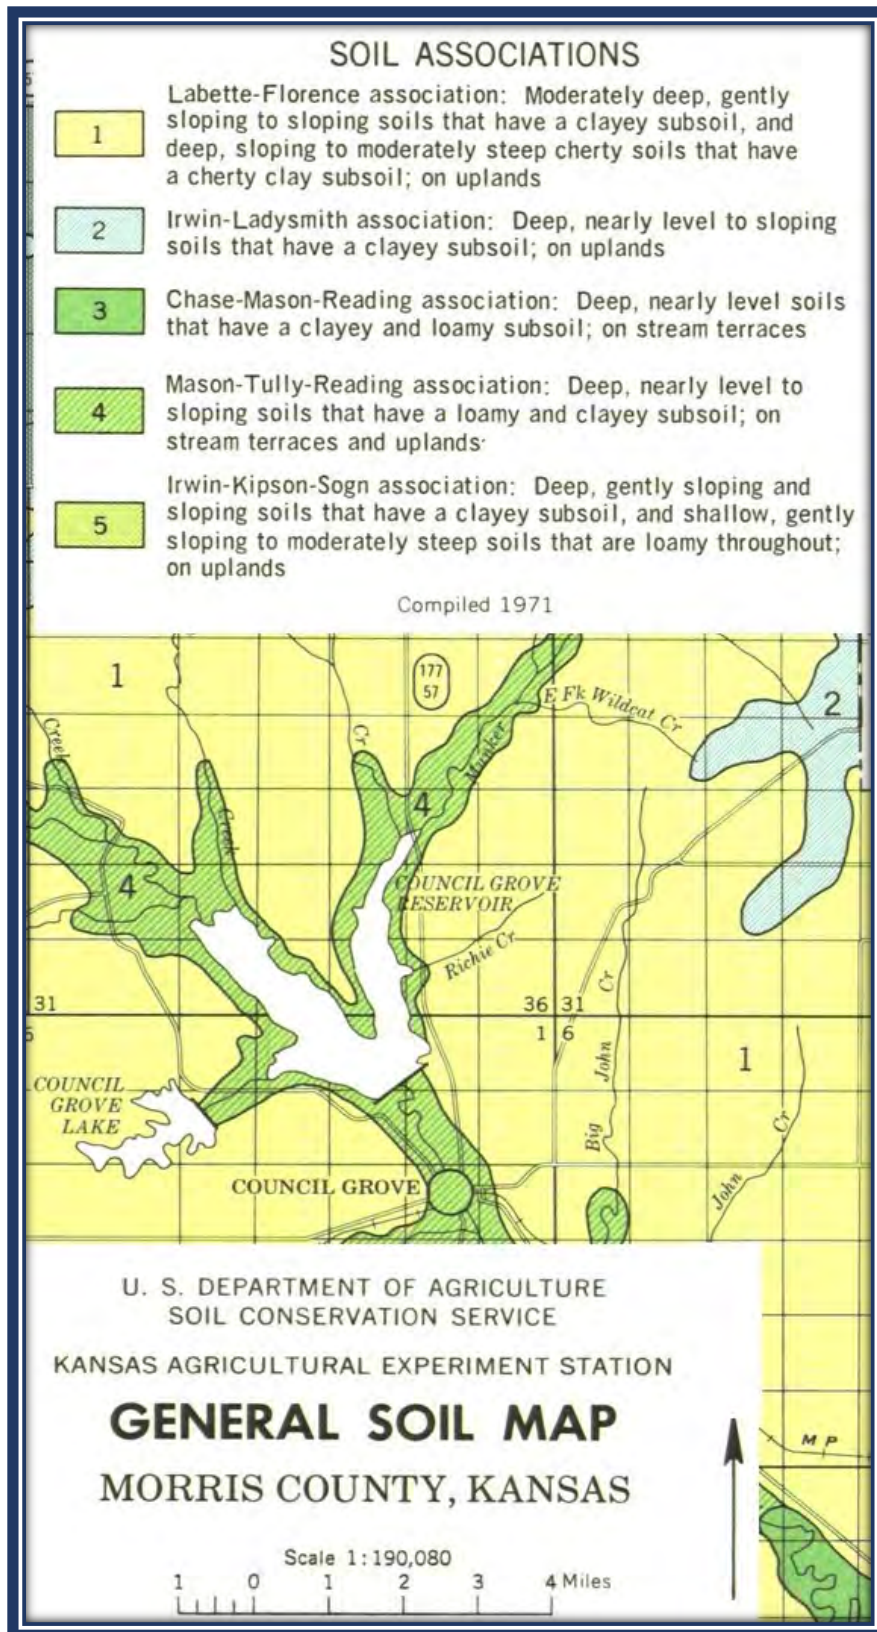 SOIL ASSOCIATIONS
1
Labette-Florence association: Moderately deep, gently
sloping to sloping soils that have a clayey subsoil, and
deep, sloping to moderately steep cherty soils that have
a cherty clay subsoil; on uplands
2
Irwin-Ladysmith association: Deep, nearly level to sloping
soils that have a clayey subsoil; on uplands
3
Chase-Mason-Reading association: Deep, nearly level soils
that have a clayey and loamy subsoil; on stream terraces
4
Mason-Tully-Reading association: Deep, nearly level to
sloping soils that have a loamy and clayey subsoil; on
stream terraces and uplands
5
Irwin-Kipson-Sogn association: Deep, gently sloping and
sloping soils that have a clayey subsoil, and shallow, gently
sloping to moderately steep soils that are loamy throughout;
on uplands
Compiled 1971
1
177
57
E Fk Wildcat Cr
2
Creek
Cr
Munker
4
Creek
4
COUNCIL GROVE
RESERVOIR
Richie Cr
31
36 31
6
1 6
Big John Cr
1
COUNCIL
GROVE
LAKE
John Cr
COUNCIL GROVE
U. S. DEPARTMENT OF AGRICULTURE
SOIL CONSERVATION SERVICE
KANSAS AGRICULTURAL EXPERIMENT STATION
GENERAL SOIL MAP
MORRIS COUNTY, KANSAS
M P
Scale 1:190,080
1 0 1 2 3 4 Miles